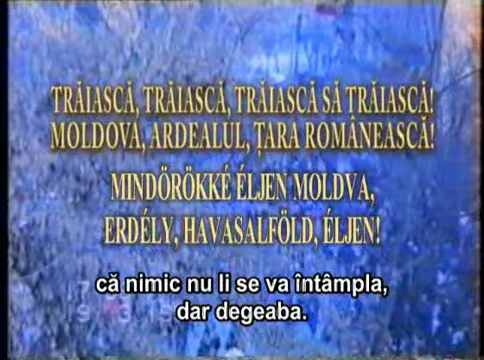 TRĂIASCĂ, TRĂIASCĂ, TRĂIASCĂ SĂ TRĂIASCĂ!
MOLDOVA, ARDEALUL, ȚARA ROMÂNEASCĂ!
MINDÖRÖKKÉ ÉLJEN MOLDVA,
ERDÉLY, HAVASALFÖLD, ÉLJEN!
că nimic nu li se va întâmpla,
dar degeaba.